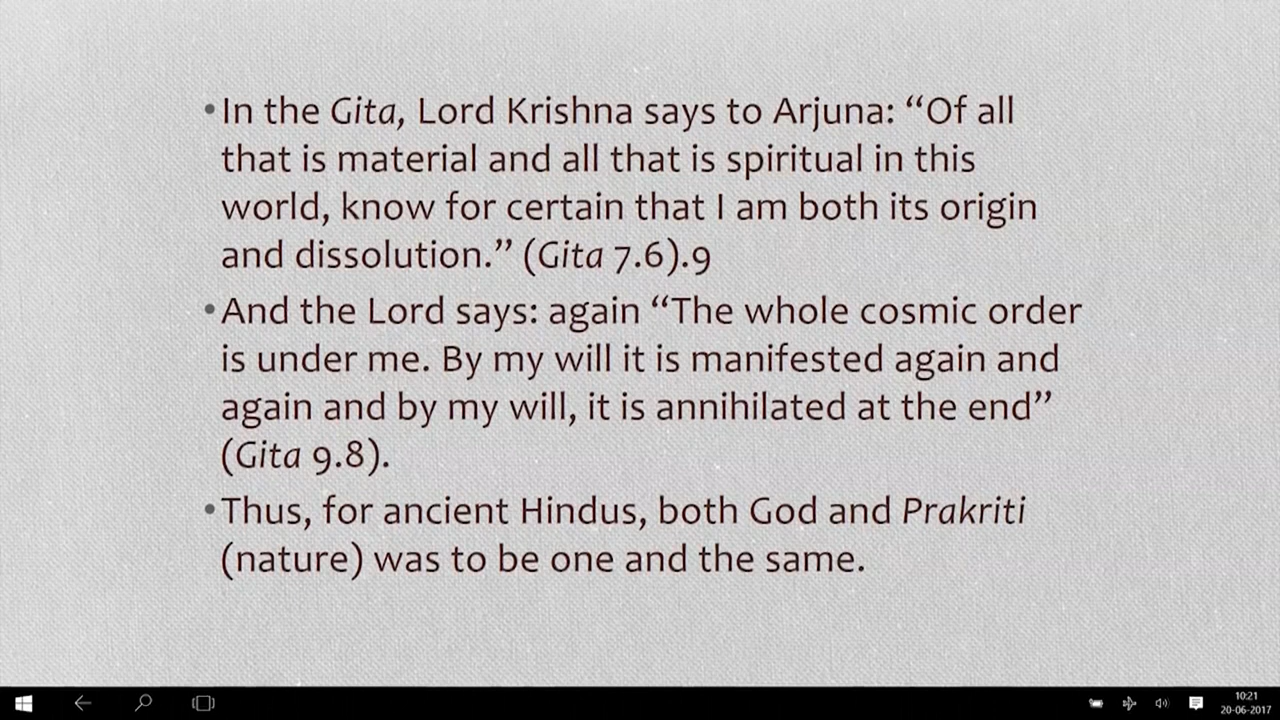 •In the Gita, Lord Krishna says to Arjuna: “Of all
that is material and all that is spiritual in this
world, know for certain that I am both its origin
and dissolution.” (Gita 7.6).9
•And the Lord says: again “The whole cosmic order
is under me. By my will it is manifested again and
again and by my will, it is annihilated at the end”
(Gita 9.8).
•Thus, for ancient Hindus, both God and Prakriti
(nature) was to be one and the same.
10:21
20-06-2017